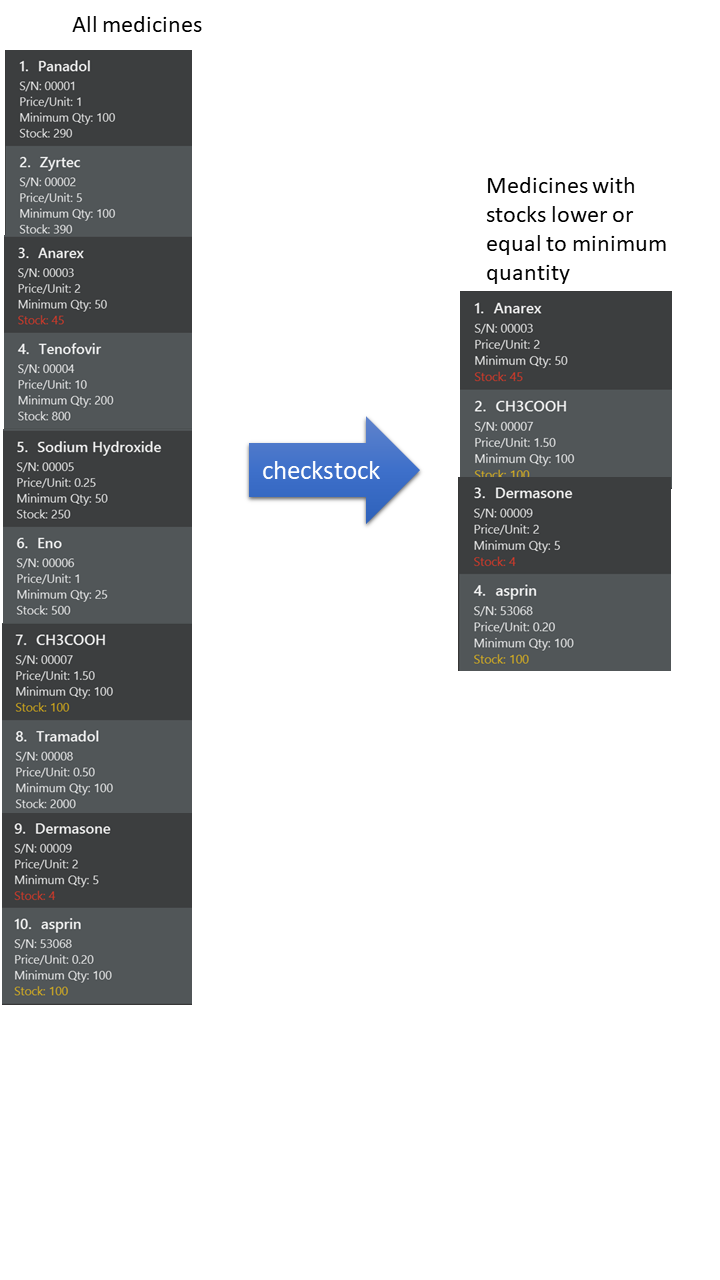 All medicines
1. Panadol
S/N: 00001
Price/Unit: 1
Minimum Qty: 100
Stock: 290
2. Zyrtec
S/N: 00002
Price/Unit: 5
Minimum Qty: 100
Stock: 390
3. Anarex
S/N: 00003
Price/Unit: 2
Minimum Qty: 50
Stock: 45
4. Tenofovir
S/N: 00004
Price/Unit: 10
Minimum Qty: 200
Stock: 800
5. Sodium Hydroxide
S/N: 00005
Price/Unit: 0.25
Minimum Qty: 50
Stock: 250
6. Eno
S/N: 00006
Price/Unit: 1
Minimum Qty: 25
Stock: 500
7. CH3COOH
S/N: 00007
Price/Unit: 1.50
Minimum Qty: 100
Stock: 100
8. Tramadol
S/N: 00008
Price/Unit: 0.50
Minimum Qty: 100
Stock: 2000
9. Dermasone
S/N: 00009
Price/Unit: 2
Minimum Qty: 5
Stock: 4
10. asprin
S/N: 53068
Price/Unit: 0.20
Minimum Qty: 100
Stock: 100
checkstock
Medicines with
stocks lower or
equal to minimum
quantity
1. Anarex
S/N: 00003
Price/Unit: 2
Minimum Qty: 50
Stock: 45
2. CH3COOH
S/N: 00007
Price/Unit: 1.50
Minimum Qty: 100
Stock: 100
3. Dermasone
S/N: 00009
Price/Unit: 2
Minimum Qty: 5
Stock: 4
4. asprin
S/N: 53068
Price/Unit: 0.20
Minimum Qty: 100
Stock: 100